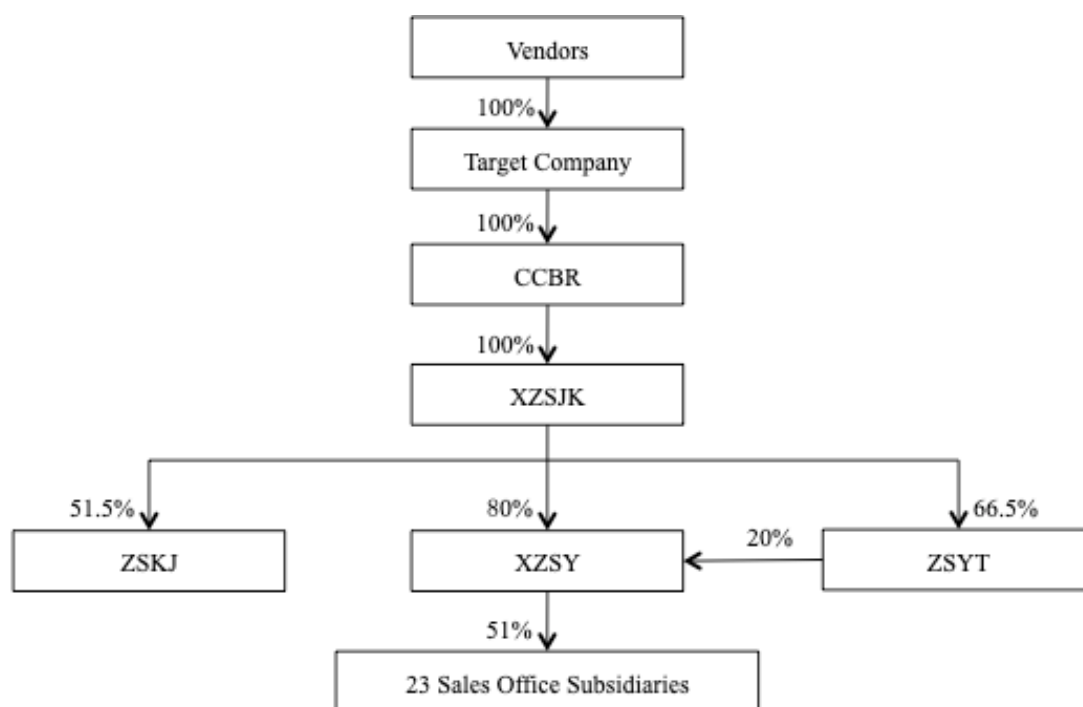 Vendors
100%
Target Company
100%
CCBR
100%
XZSJK
51.5%
80%
66.5%
ZSKJ
XZSY
20%
ZSYT
51%
23 Sales Office Subsidiaries